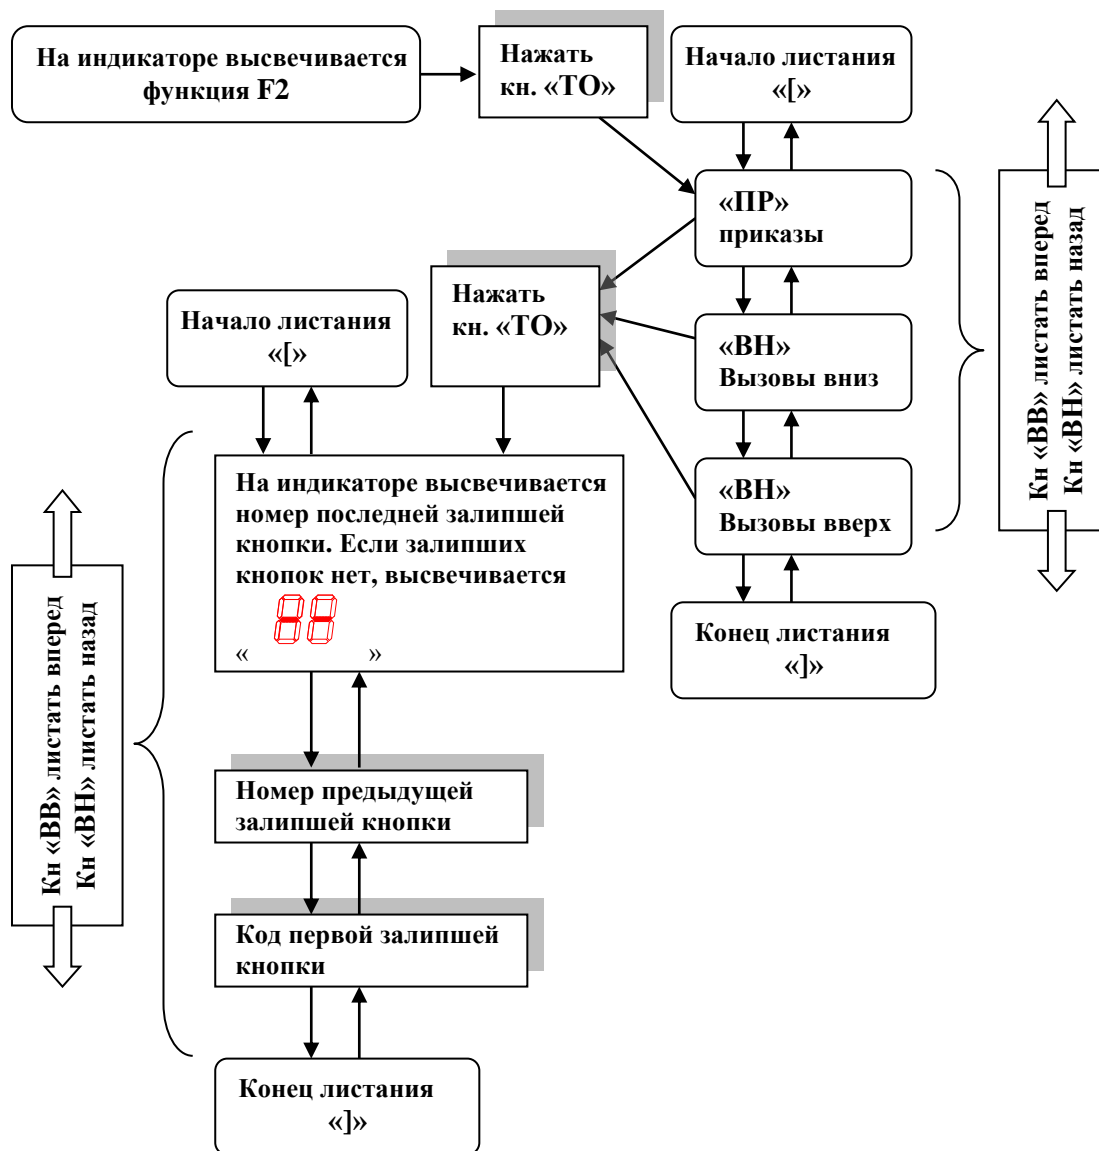 На индикаторе высвечивается
функция F2
Нажать
кн. «ТО»
Начало листания
«[»
«ПР»
приказы
Кн «ВВ» листать вперед
Кн «ВН» листать назад
Нажать
кн. «ТО»
Начало листания
«[»
«ВН»
Вызовы вниз
На индикаторе высвечивается
номер последней залипшей
кнопки. Если залипших
кнопок нет, высвечивается
« »
«ВН»
Вызовы вверх
Конец листания
«]»
Кн «ВВ» листать вперед
Кн «ВН» листать назад
Номер предыдущей
залипшей кнопки
Код первой залипшей
кнопки
Конец листания
«]»